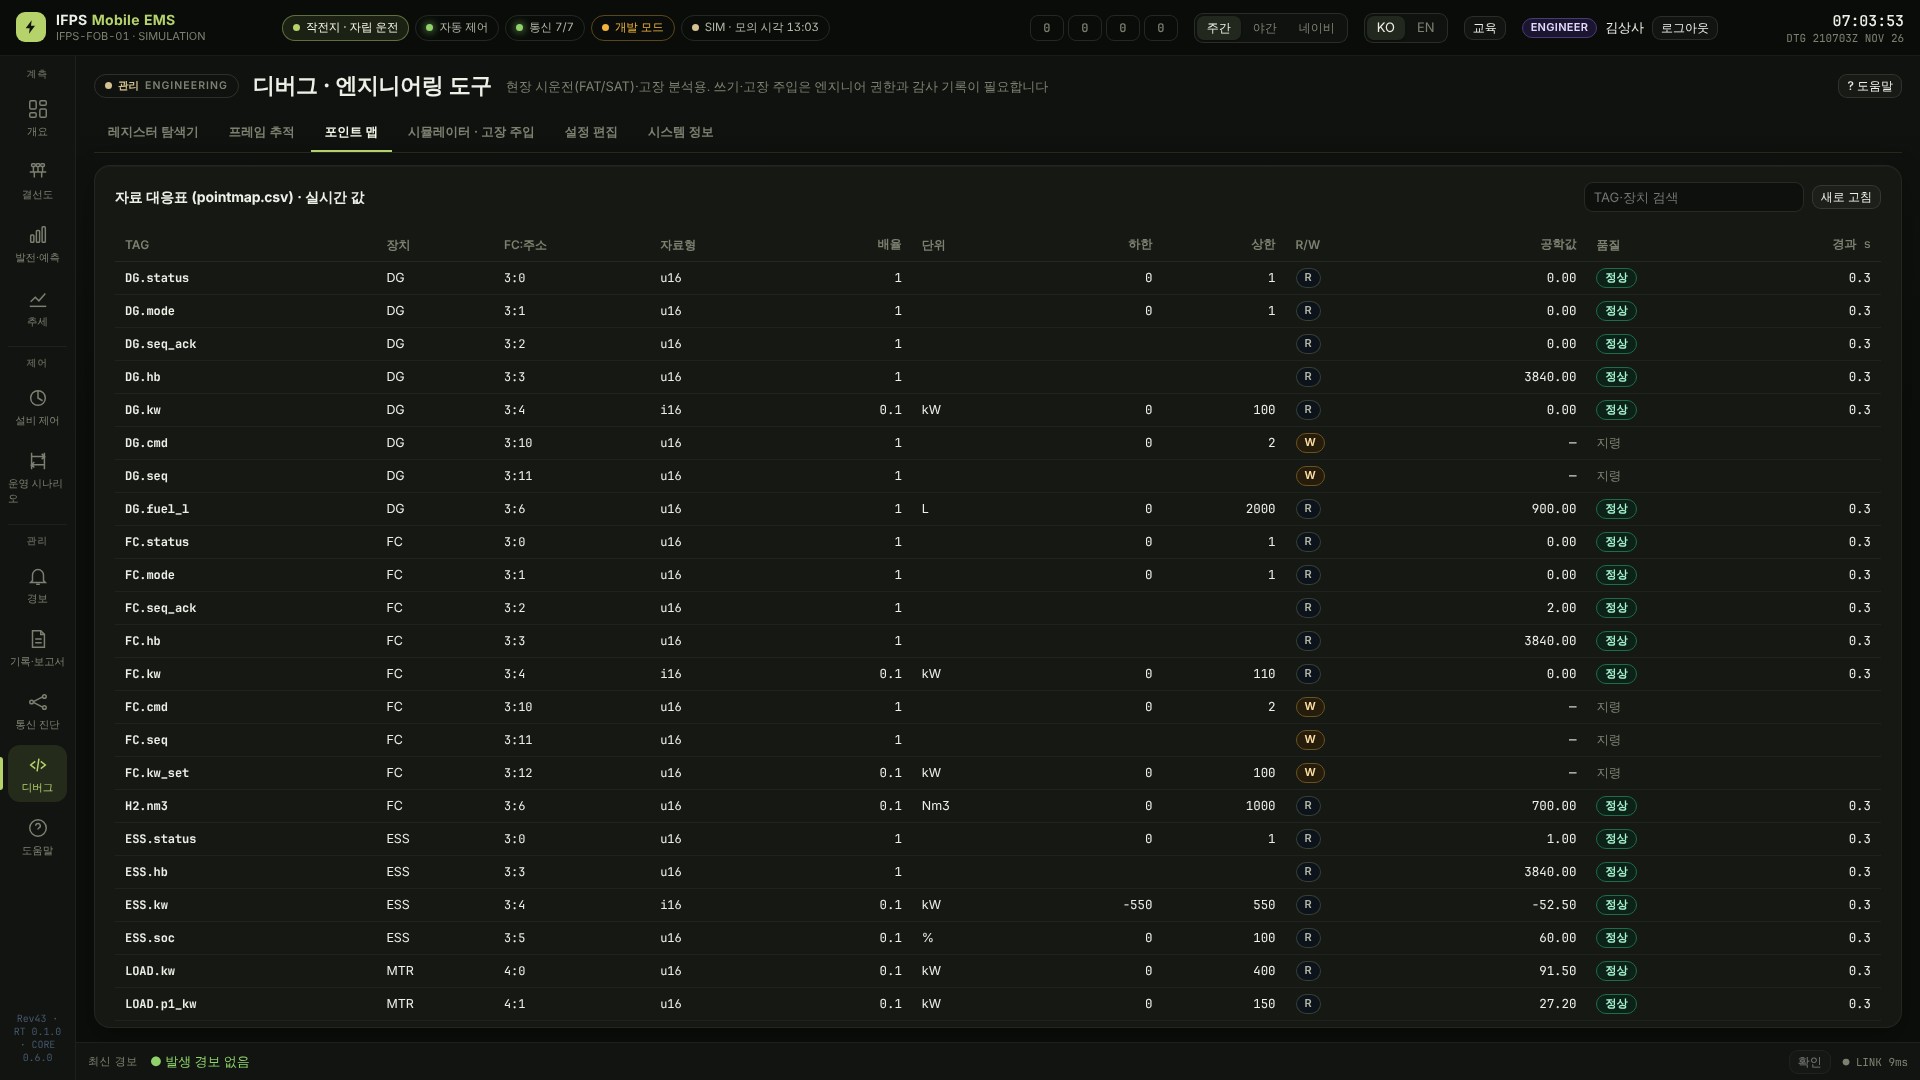 IFPS Mobile EMS
IFPS-FOB-01 · SIMULATION
작전지 · 자립 운전
자동 제어
통신 7/7
개발 모드
SIM · 모의 시각 13:03
0 0 0 0
주간 야간 네이비
KO EN
교육
ENGINEER 김상사 로그아웃
07:03:53
DTG 210703Z NOV 26
계측
개요
결선도
발전·예측
추세
제어
설비 제어
운영 시나리
오
관리
경보
기록·보고서
통신 진단
디버그
도움말
Rev43 ·
RT 0.1.0
· CORE
0.6.0
관리 ENGINEERING
디버그 · 엔지니어링 도구
현장 시운전(FAT/SAT)·고장 분석용. 쓰기·고장 주입은 엔지니어 권한과 감사 기록이 필요합니다
? 도움말
레지스터 탐색기 프레임 추적 포인트 맵 시뮬레이터 · 고장 주입 설정 편집 시스템 정보
자료 대응표 (pointmap.csv) · 실시간 값
TAG·장치 검색
새로 고침
TAG 장치 FC:주소 자료형 배율 단위 하한 상한 R/W 공학값 품질 경과 s
DG.status DG 3:0 u16 1 0 1 R 0.00 정상 0.3
DG.mode DG 3:1 u16 1 0 1 R 0.00 정상 0.3
DG.seq_ack DG 3:2 u16 1 R 0.00 정상 0.3
DG.hb DG 3:3 u16 1 R 3840.00 정상 0.3
DG.kw DG 3:4 i16 0.1 kW 0 100 R 0.00 정상 0.3
DG.cmd DG 3:10 u16 1 0 2 W – 지령
DG.seq DG 3:11 u16 1 W – 지령
DG.fuel_l DG 3:6 u16 1 L 0 2000 R 900.00 정상 0.3
FC.status FC 3:0 u16 1 0 1 R 0.00 정상 0.3
FC.mode FC 3:1 u16 1 0 1 R 0.00 정상 0.3
FC.seq_ack FC 3:2 u16 1 R 2.00 정상 0.3
FC.hb FC 3:3 u16 1 R 3840.00 정상 0.3
FC.kw FC 3:4 i16 0.1 kW 0 110 R 0.00 정상 0.3
FC.cmd FC 3:10 u16 1 0 2 W – 지령
FC.seq FC 3:11 u16 1 W – 지령
FC.kw_set FC 3:12 u16 0.1 kW 0 100 W – 지령
H2.nm3 FC 3:6 u16 0.1 Nm3 0 1000 R 700.00 정상 0.3
ESS.status ESS 3:0 u16 1 0 1 R 1.00 정상 0.3
ESS.hb ESS 3:3 u16 1 R 3840.00 정상 0.3
ESS.kw ESS 3:4 i16 0.1 kW -550 550 R -52.50 정상 0.3
ESS.soc ESS 3:5 u16 0.1 % 0 100 R 60.00 정상 0.3
LOAD.kw MTR 4:0 u16 0.1 kW 0 400 R 91.50 정상 0.3
LOAD.p1_kw MTR 4:1 u16 0.1 kW 0 150 R 27.20 정상 0.3
최신 경보 발생 경보 없음
확인 LINK 9ms